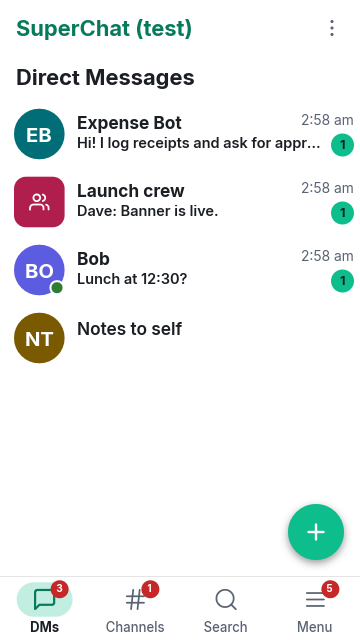 SuperChat (test)
Direct Messages
EB
Expense Bot
2:58 am
Hi! I log receipts and ask for appr...
1
Launch crew
2:58 am
Dave: Banner is live.
1
BO
Bob
2:58 am
Lunch at 12:30?
1
NT
Notes to self
3
1
5
DMs
Channels
Search
Menu